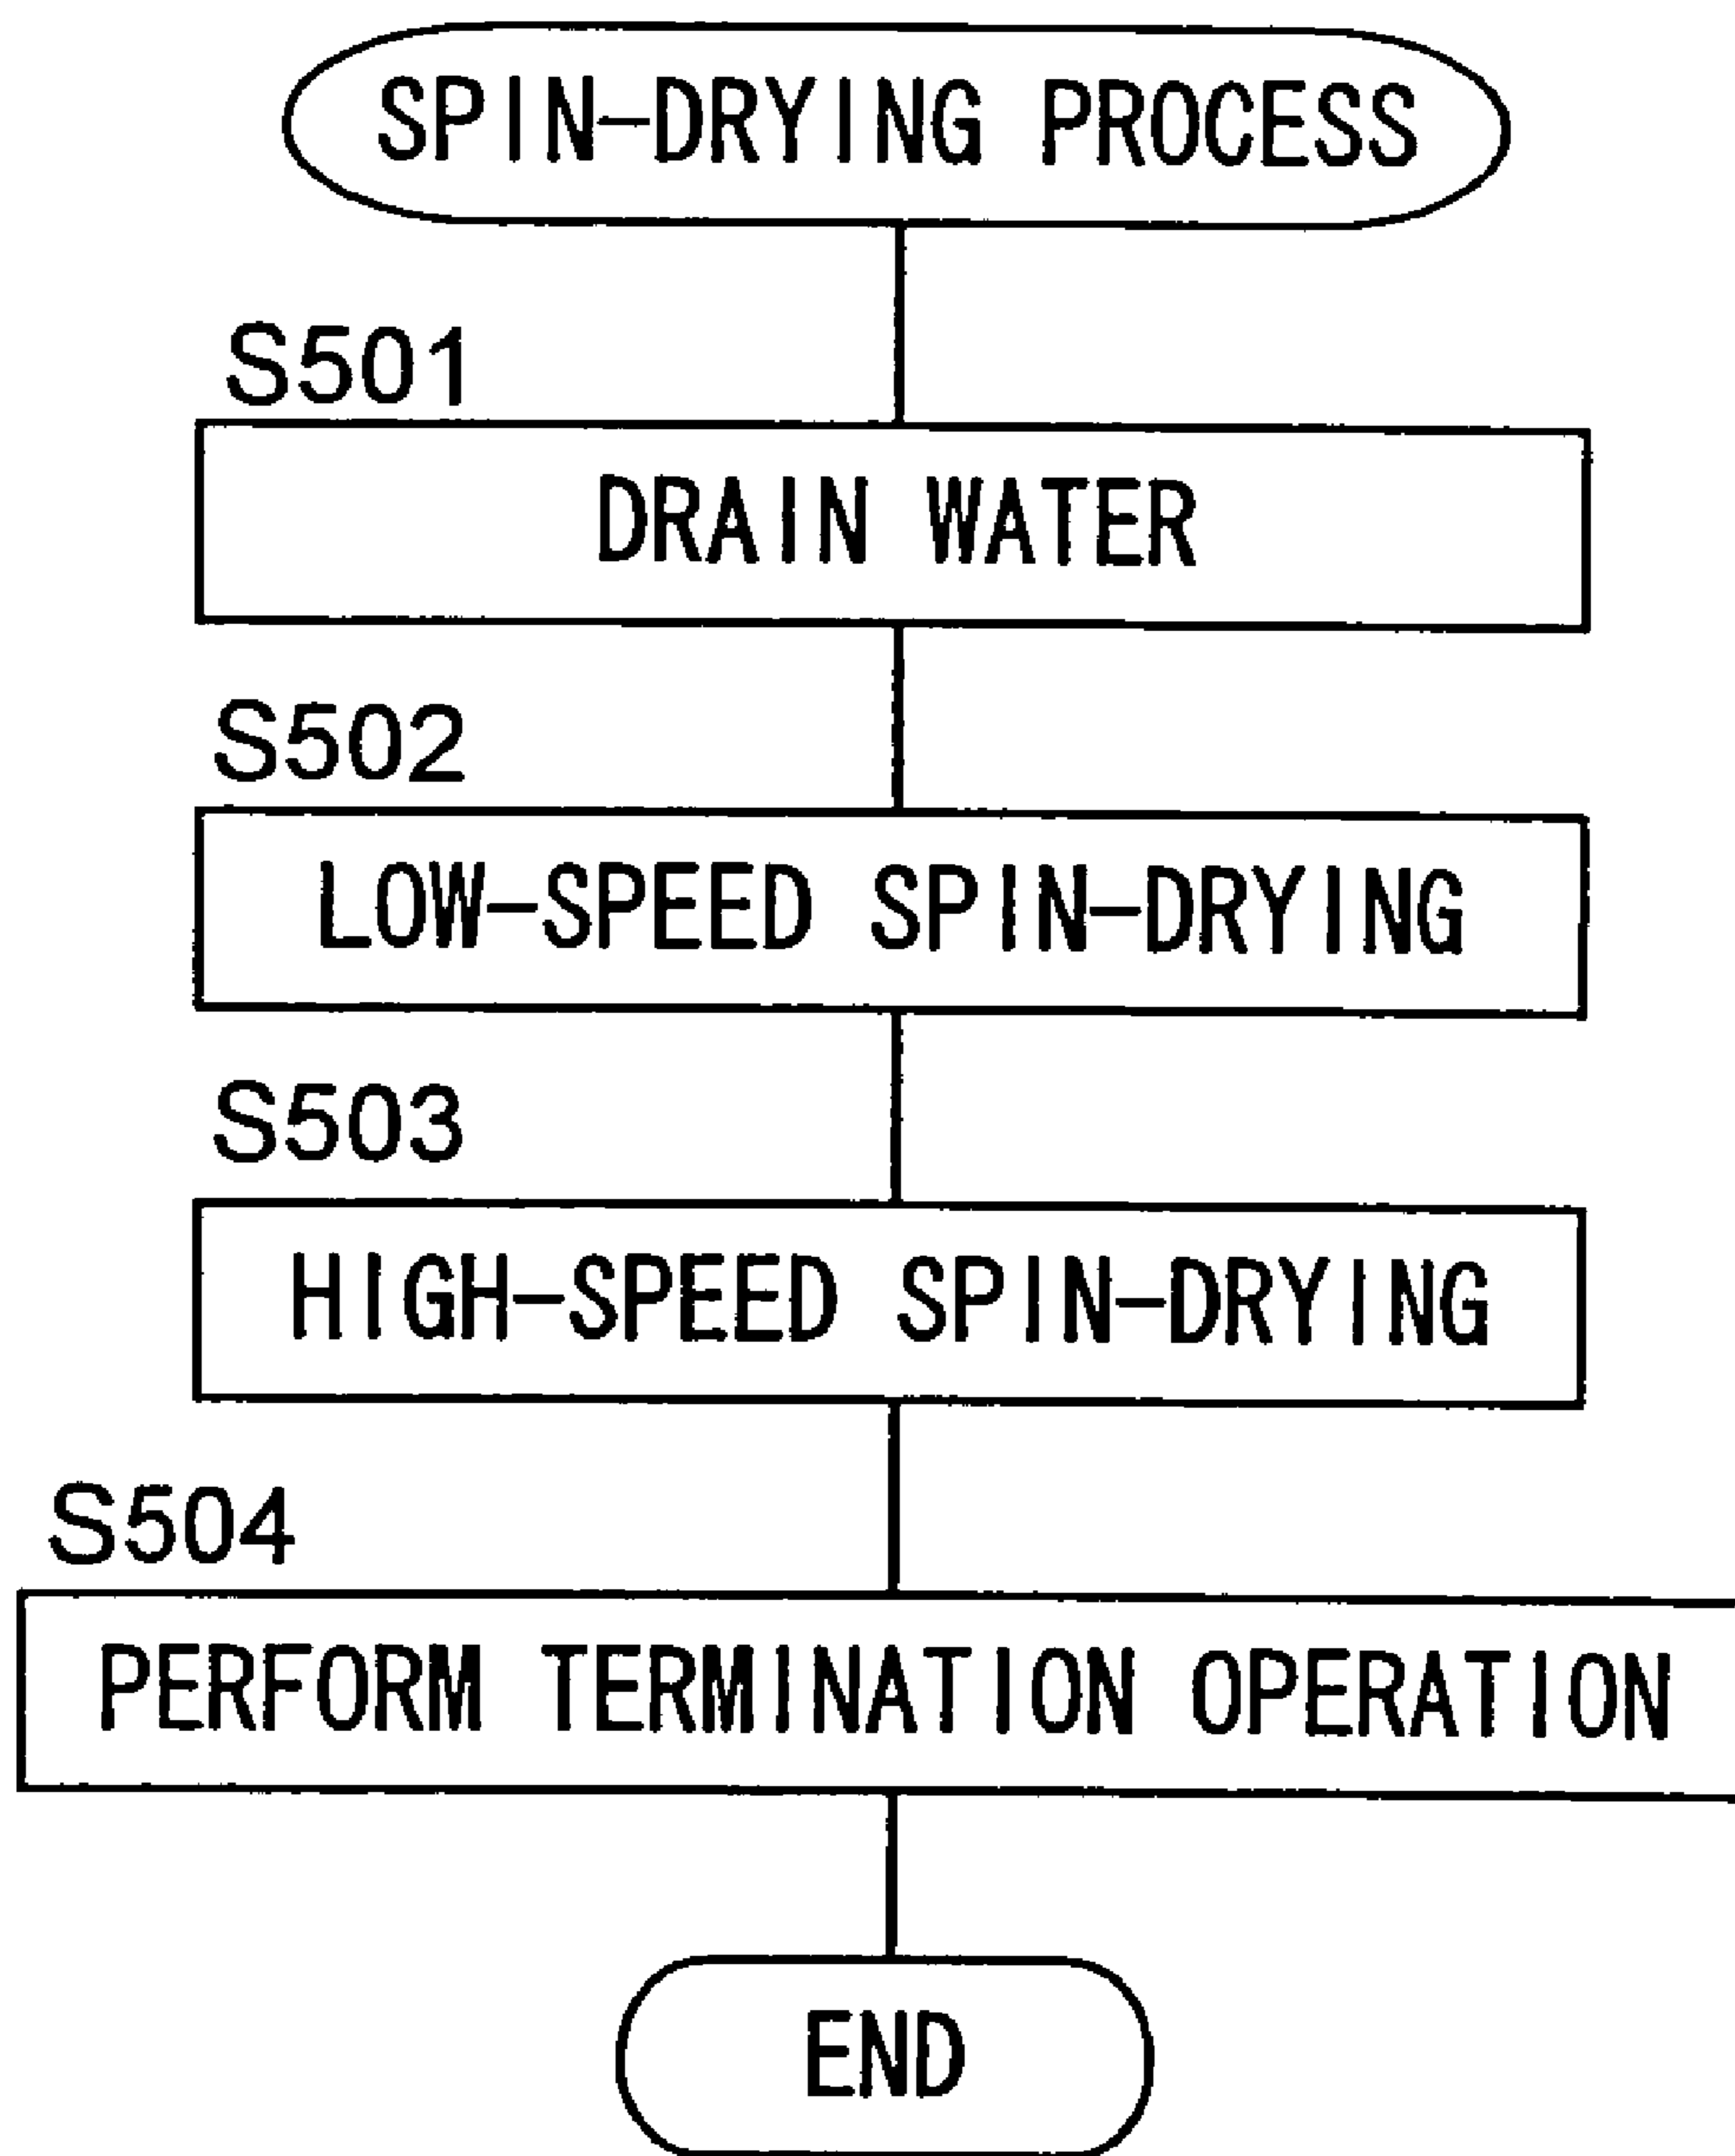 SPIN-DRYING PROCESS
S501
DRAIN WATER
S502
LOW-SPEED SPIN-DRYING
S503
HIGH-SPEED SPIN-DRYING
S504
PERFORM TERMINATION OPERATION
END